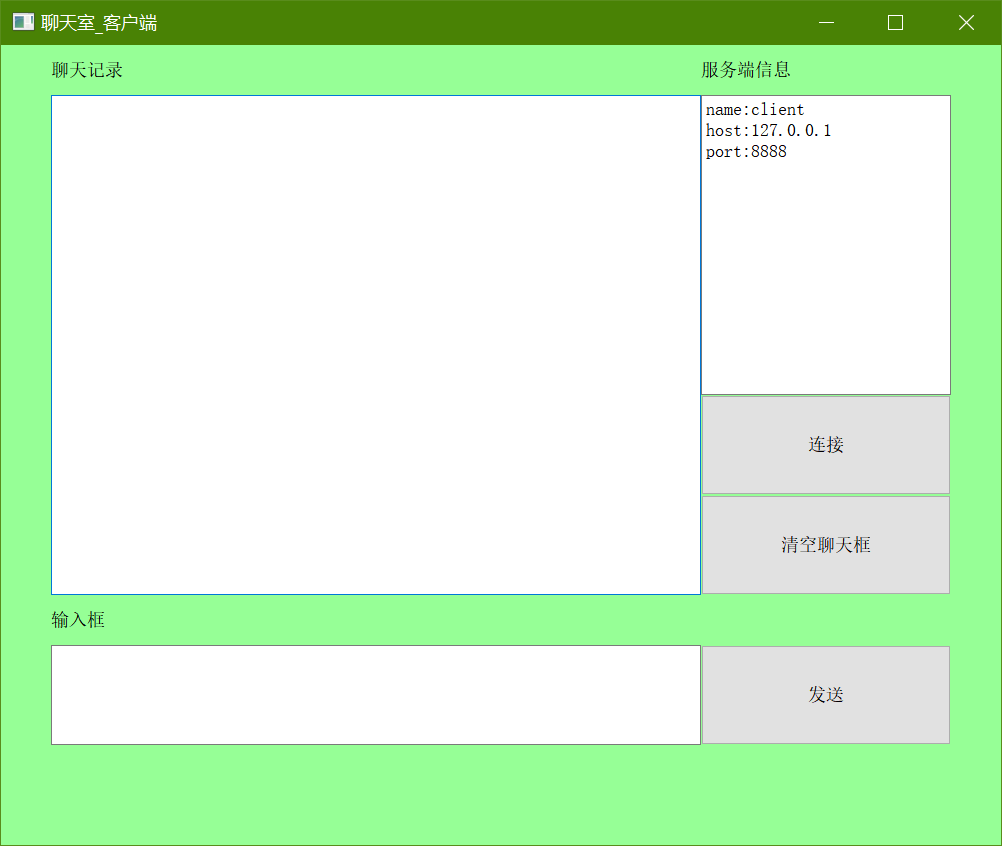 聊天室_客户端
聊天记录
服务端信息
name:client
host:127.0.0.1
port:8888
连接
清空聊天框
输入框
发送